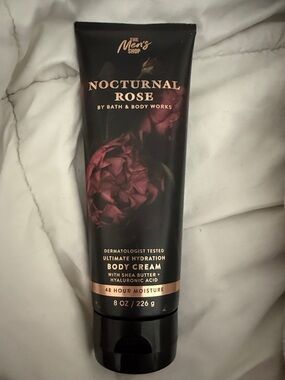 THE
Men's
SHOP
NOCTURNAL
ROSE
BY BATH & BODY WORKS
DERMATOLOGIST TESTED
ULTIMATE HYDRATION
BODY CREAM
WITH SHEA BUTTER +
HYALURONIC ACID
48 HOUR MOISTURE
8 OZ / 226 g